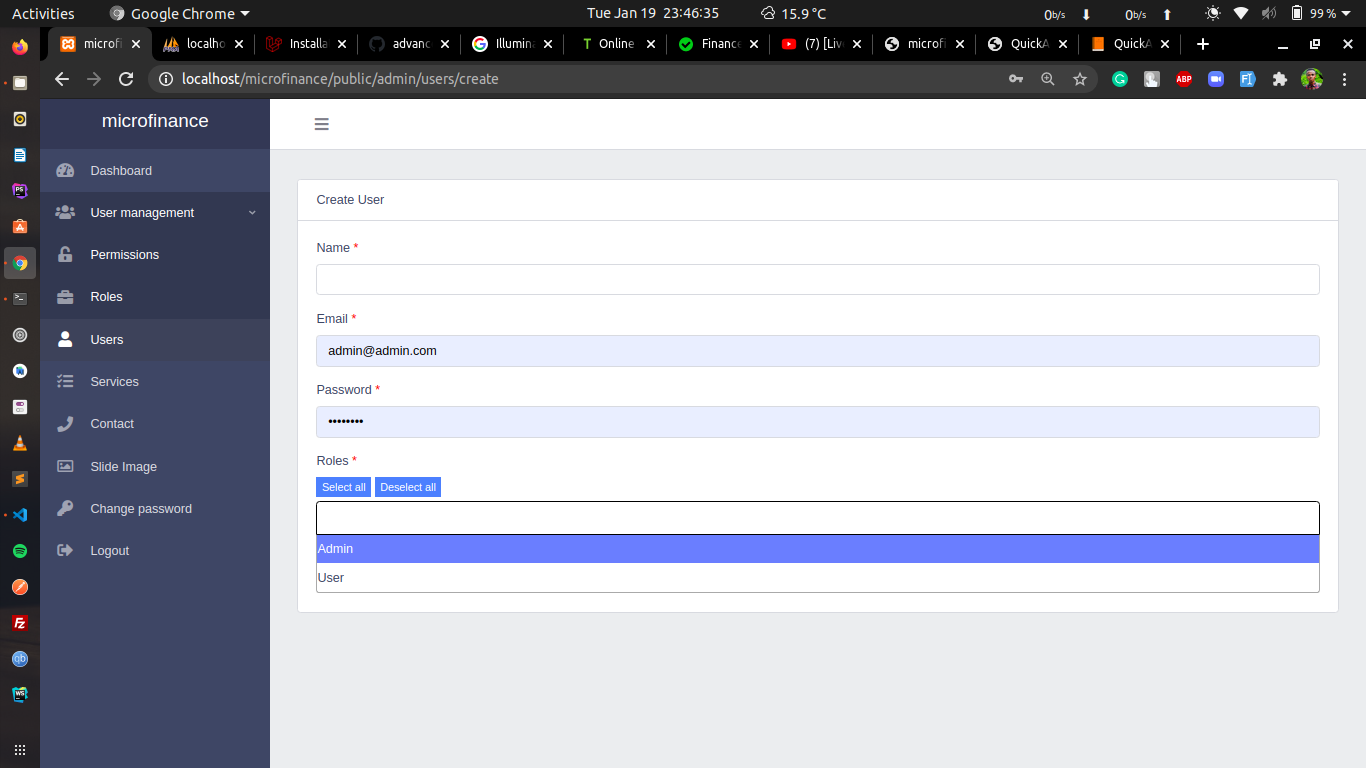 Activities Google Chrome Tue Jan 19 23:46:35 15.9 °C 0b/s 0b/s 99 %
microfi localho Installa advanc Illumina Online Finance (7) [Liv microfi QuickA QuickA
localhost/microfinance/public/admin/users/create
microfinance
Dashboard
User management
Permissions
Roles
Users
Services
Contact
Slide Image
Change password
Logout
Create User
Name *
Email *
admin@admin.com
Password *
••••••••
Roles *
Select all Deselect all
Admin
User